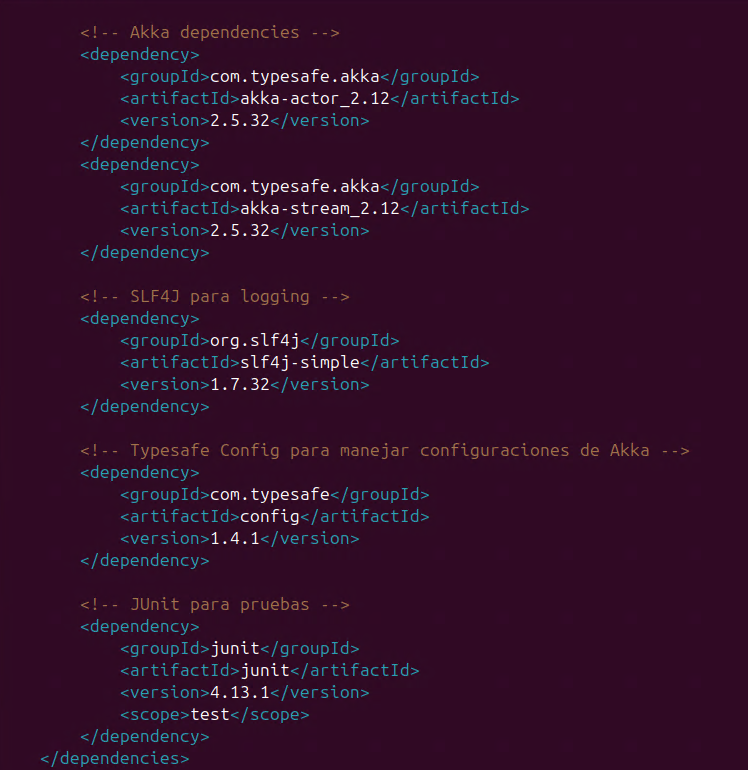 <!-- Akka dependencies -->
<dependency>
<groupId>com.typesafe.akka</groupId>
<artifactId>akka-actor_2.12</artifactId>
<version>2.5.32</version>
</dependency>
<dependency>
<groupId>com.typesafe.akka</groupId>
<artifactId>akka-stream_2.12</artifactId>
<version>2.5.32</version>
</dependency>
<!-- SLF4J para logging -->
<dependency>
<groupId>org.slf4j</groupId>
<artifactId>slf4j-simple</artifactId>
<version>1.7.32</version>
</dependency>
<!-- Typesafe Config para manejar configuraciones de Akka -->
<dependency>
<groupId>com.typesafe</groupId>
<artifactId>config</artifactId>
<version>1.4.1</version>
</dependency>
<!-- JUnit para pruebas -->
<dependency>
<groupId>junit</groupId>
<artifactId>junit</artifactId>
<version>4.13.1</version>
<scope>test</scope>
</dependency>
</dependencies>